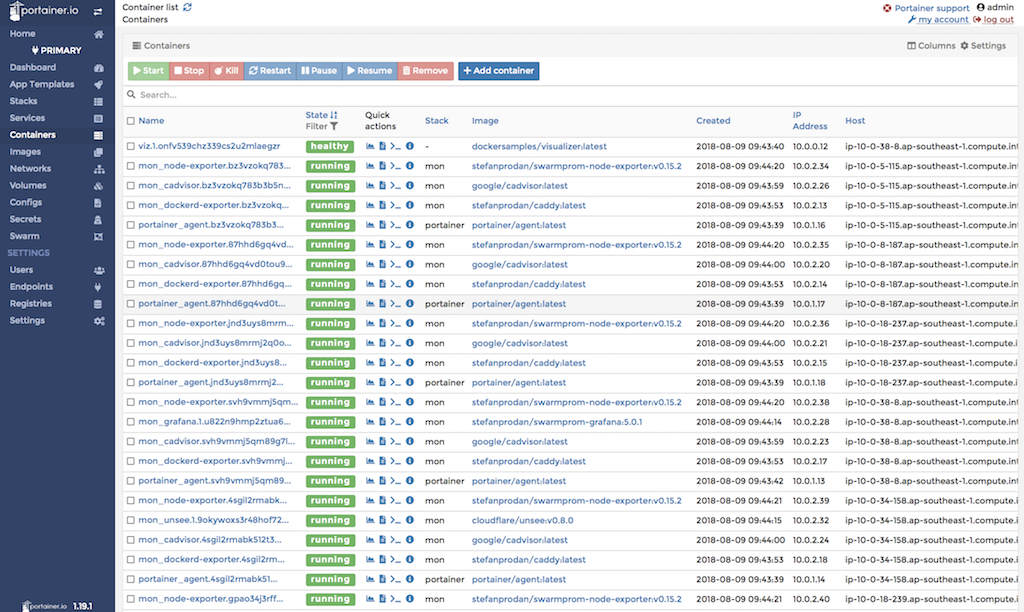 portainer.io
Container list
Containers
Portainer support admin
my account log out
Home
PRIMARY
Dashboard
App Templates
Stacks
Services
Containers
Images
Networks
Volumes
Configs
Secrets
Swarm
SETTINGS
Users
Endpoints
Registries
Settings
portainer.io 1.19.1
Containers Columns Settings
Start Stop Kill Restart Pause Resume Remove Add container
Search...
Name State Filter Quick actions Stack Image Created IP Address Host
viz.1.onfv539chz339cs2u2mlaegzr healthy - dockersamples/visualizer:latest 2018-08-09 09:43:40 10.0.0.12 ip-10-0-38-8.ap-southeast-1.compute.int
mon_node-exporter.bz3vzokq783... running mon stefanprodan/swarmprom-node-exporter:v0.15.2 2018-08-09 09:44:20 10.0.2.34 ip-10-0-5-115.ap-southeast-1.compute.in
mon_cadvisor.bz3vzokq783b3b5n... running mon google/cadvisor:latest 2018-08-09 09:43:59 10.0.2.26 ip-10-0-5-115.ap-southeast-1.compute.in
mon_dockerd-exporter.bz3vzokq... running mon stefanprodan/caddy:latest 2018-08-09 09:43:53 10.0.2.13 ip-10-0-5-115.ap-southeast-1.compute.in
portainer_agent.bz3vzokq783b3... running portainer portainer/agent:latest 2018-08-09 09:43:39 10.0.1.16 ip-10-0-5-115.ap-southeast-1.compute.in
mon_node-exporter.87hhd6gq4vd... running mon stefanprodan/swarmprom-node-exporter:v0.15.2 2018-08-09 09:44:20 10.0.2.35 ip-10-0-8-187.ap-southeast-1.compute.in
mon_cadvisor.87hhd6gq4vd0tou9... running mon google/cadvisor:latest 2018-08-09 09:44:00 10.0.2.20 ip-10-0-8-187.ap-southeast-1.compute.in
mon_dockerd-exporter.87hhd6gq... running mon stefanprodan/caddy:latest 2018-08-09 09:43:53 10.0.2.14 ip-10-0-8-187.ap-southeast-1.compute.in
portainer_agent.87hhd6gq4vd0t... running portainer portainer/agent:latest 2018-08-09 09:43:39 10.0.1.17 ip-10-0-8-187.ap-southeast-1.compute.in
mon_node-exporter.jnd3uys8mrm... running mon stefanprodan/swarmprom-node-exporter:v0.15.2 2018-08-09 09:44:20 10.0.2.36 ip-10-0-18-237.ap-southeast-1.compute.i
mon_cadvisor.jnd3uys8mrmj2q0o... running mon google/cadvisor:latest 2018-08-09 09:44:00 10.0.2.21 ip-10-0-18-237.ap-southeast-1.compute.i
mon_dockerd-exporter.jnd3uys8... running mon stefanprodan/caddy:latest 2018-08-09 09:43:53 10.0.2.15 ip-10-0-18-237.ap-southeast-1.compute.i
portainer_agent.jnd3uys8mrmj2... running portainer portainer/agent:latest 2018-08-09 09:43:39 10.0.1.18 ip-10-0-18-237.ap-southeast-1.compute.i
mon_node-exporter.svh9vmmj5qm... running mon stefanprodan/swarmprom-node-exporter:v0.15.2 2018-08-09 09:44:20 10.0.2.38 ip-10-0-38-8.ap-southeast-1.compute.int
mon_grafana.1.u822n9hmp2ztua6... running mon stefanprodan/swarmprom-grafana:5.0.1 2018-08-09 09:44:14 10.0.2.28 ip-10-0-38-8.ap-southeast-1.compute.int
mon_cadvisor.svh9vmmj5qm89g7l... running mon google/cadvisor:latest 2018-08-09 09:43:59 10.0.2.23 ip-10-0-38-8.ap-southeast-1.compute.int
mon_dockerd-exporter.svh9vmmj... running mon stefanprodan/caddy:latest 2018-08-09 09:43:53 10.0.2.17 ip-10-0-38-8.ap-southeast-1.compute.int
portainer_agent.svh9vmmj5qm89... running portainer portainer/agent:latest 2018-08-09 09:43:42 10.0.1.13 ip-10-0-38-8.ap-southeast-1.compute.int
mon_node-exporter.4sgil2rmabk... running mon stefanprodan/swarmprom-node-exporter:v0.15.2 2018-08-09 09:44:21 10.0.2.39 ip-10-0-34-158.ap-southeast-1.compute.
mon_unsee.1.9okywoxs3r48hof72... running mon cloudflare/unsee:v0.8.0 2018-08-09 09:44:15 10.0.2.32 ip-10-0-34-158.ap-southeast-1.compute.
mon_cadvisor.4sgil2rmabk512t3... running mon google/cadvisor:latest 2018-08-09 09:44:00 10.0.2.24 ip-10-0-34-158.ap-southeast-1.compute.
mon_dockerd-exporter.4sgil2rm... running mon stefanprodan/caddy:latest 2018-08-09 09:43:53 10.0.2.18 ip-10-0-34-158.ap-southeast-1.compute.
portainer_agent.4sgil2rmabk51... running portainer portainer/agent:latest 2018-08-09 09:43:39 10.0.1.14 ip-10-0-34-158.ap-southeast-1.compute.
mon_node-exporter.gpao34j3rff... running mon stefanprodan/swarmprom-node-exporter:v0.15.2 2018-08-09 09:44:21 10.0.2.40 ip-10-0-39-219.ap-southeast-1.compute.i